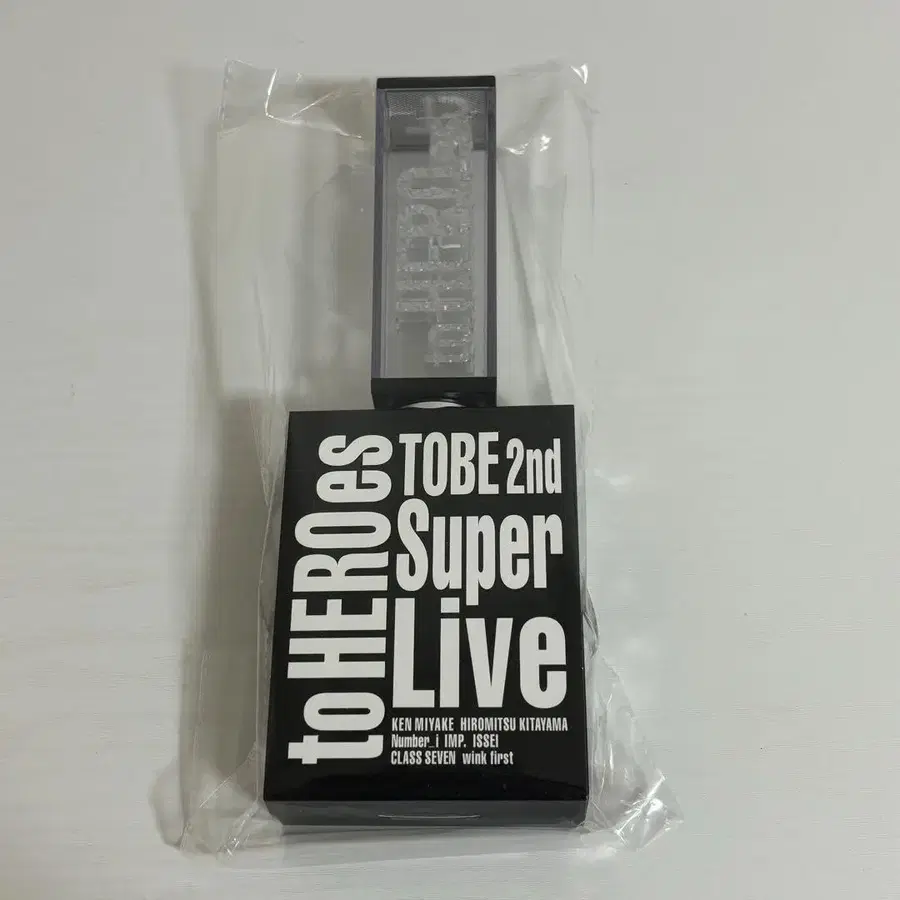 to HEROes
TOBE 2nd
Super
Live
KEN MIYAKE HIROMITSU KITAYAMA
Number_i IMP. ISSEI
CLASS SEVEN wink first